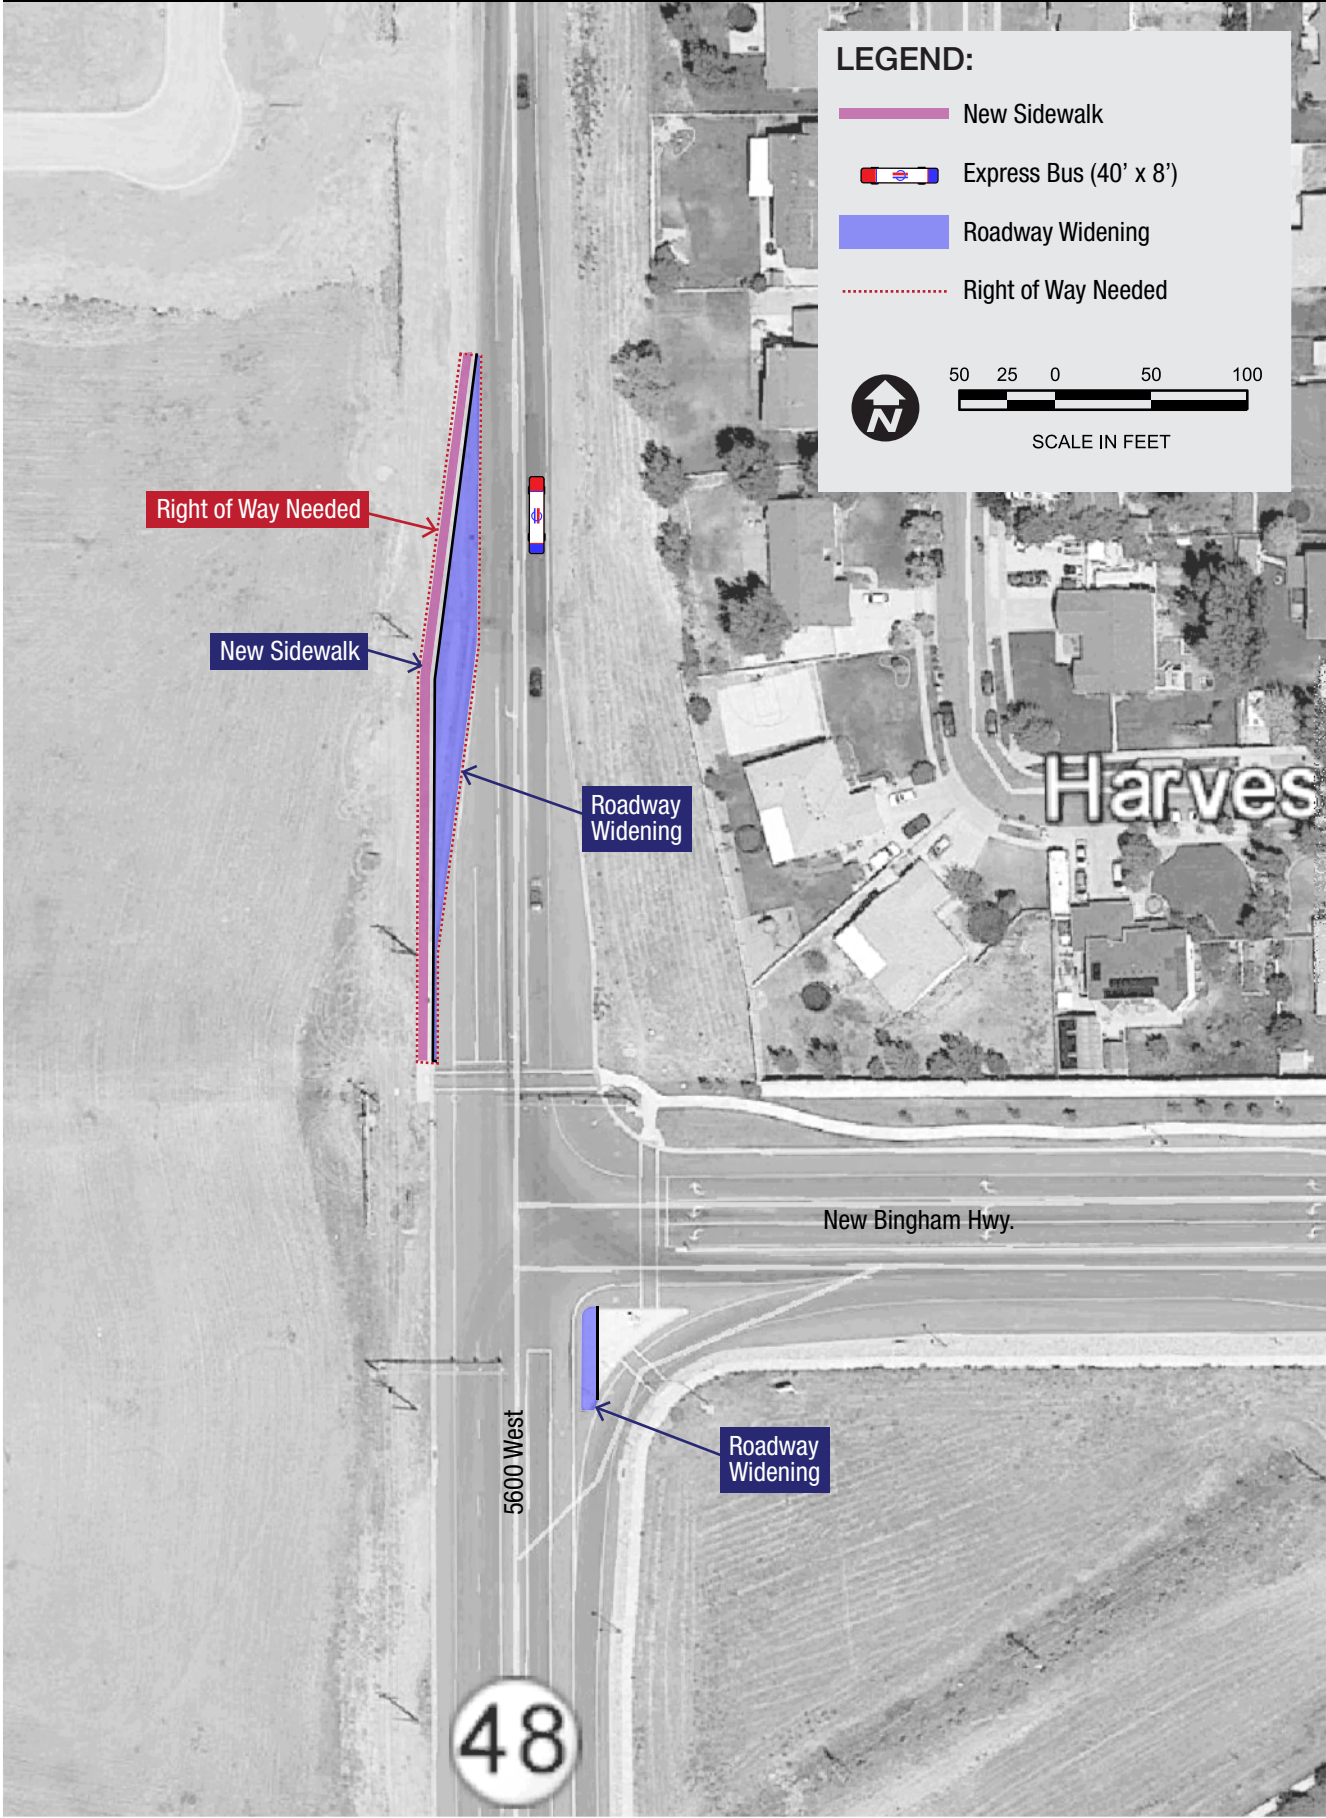 LEGEND:
New Sidewalk
Express Bus (40’ x 8’)
Roadway Widening
Right of Way Needed
N
50 25 0 50 100
SCALE IN FEET
Right of Way Needed
New Sidewalk
Roadway
Widening
Harves
New Bingham Hwy.
5600 West
Roadway
Widening
48